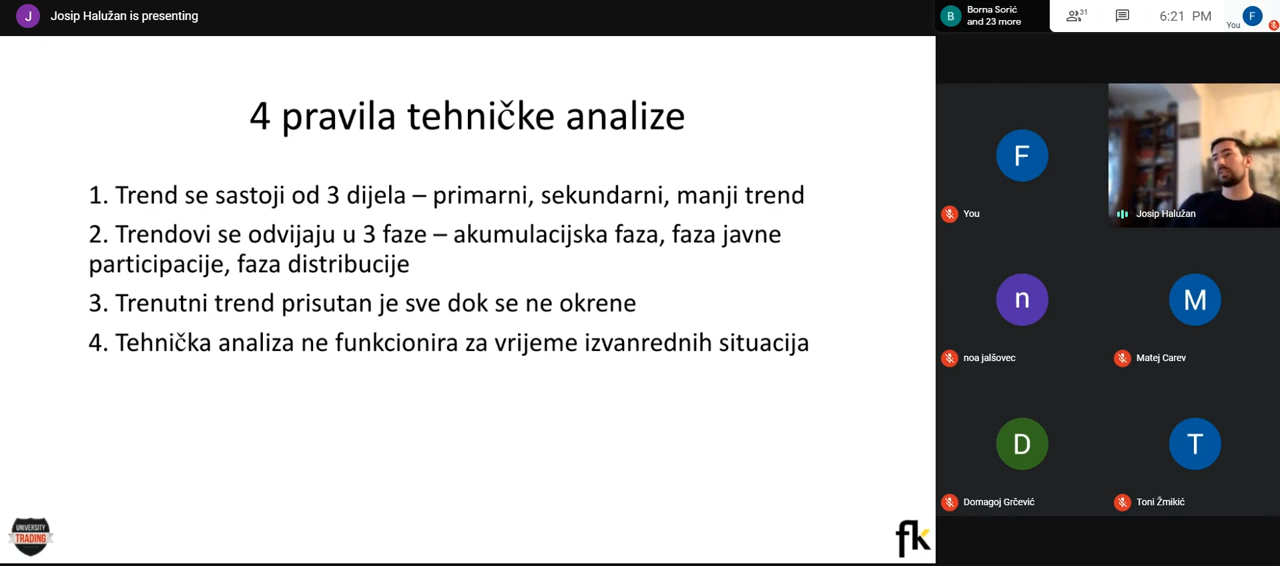 J
Josip Halužan is presenting
B
Borna Sorić
and 23 more
31
6:21 PM
You
F
4 pravila tehničke analize
1. Trend se sastoji od 3 dijela – primarni, sekundarni, manji trend
2. Trendovi se odvijaju u 3 faze – akumulacijska faza, faza javne
participacije, faza distribucije
3. Trenutni trend prisutan je sve dok se ne okrene
4. Tehnička analiza ne funkcionira za vrijeme izvanrednih situacija
UNIVERSITY
TRADING
fk
F
You
Josip Halužan
n
noa jalšovec
M
Matej Carev
D
Domagoj Grčević
T
Toni Žmikić